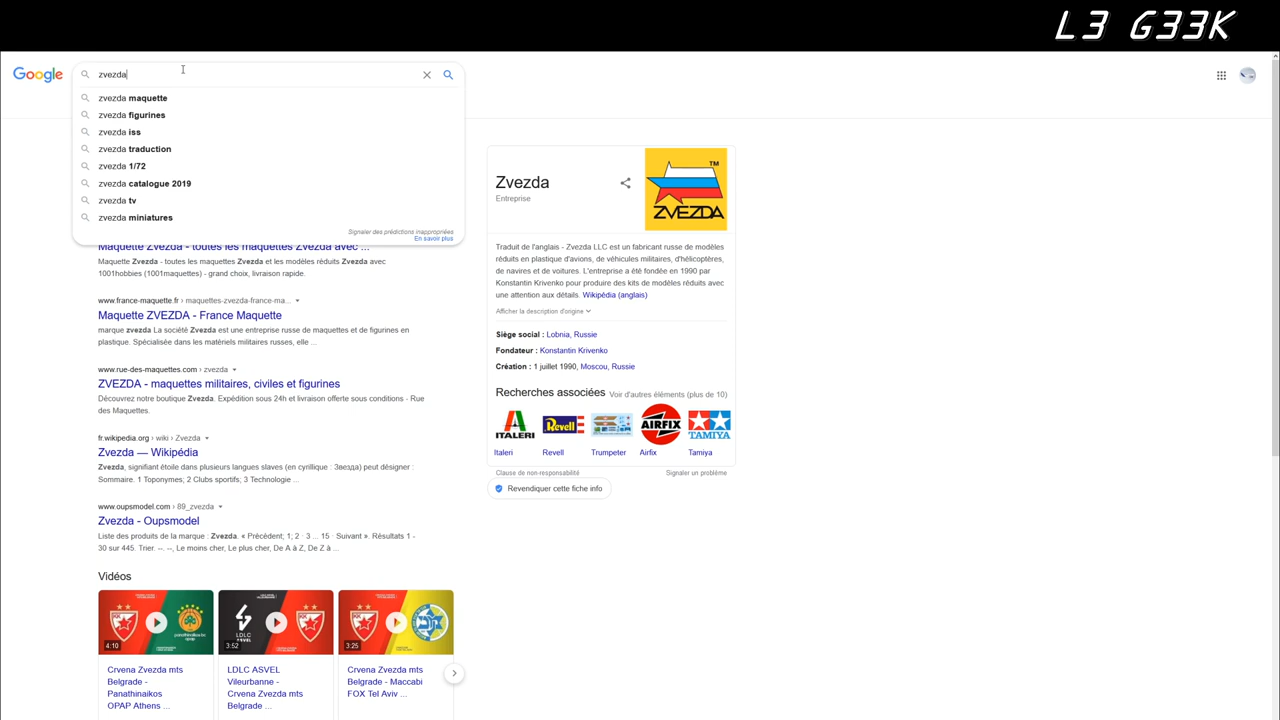 L3 G33K
Google
zvezda
zvezda maquette
zvezda figurines
zvezda iss
zvezda traduction
zvezda 1/72
zvezda catalogue 2019
zvezda tv
zvezda miniatures
Signaler des prédictions inappropriées
En savoir plus
Maquette Zvezda - toutes les maquettes Zvezda avec ...
Maquette Zvezda - toutes les maquettes Zvezda et les modèles réduits Zvezda avec
1001hobbies (1001maquettes) - grand choix, livraison rapide.
www.france-maquette.fr › maquettes-zvezda-france-ma...
Maquette ZVEZDA - France Maquette
marque zvezda La société Zvezda est une entreprise russe de maquettes et de figurines en
plastique. Spécialisée dans les matériels militaires russes, elle ...
www.rue-des-maquettes.com › zvezda
ZVEZDA - maquettes militaires, civiles et figurines
Découvrez notre boutique Zvezda. Expédition sous 24h et livraison offerte sous conditions - Rue
des Maquettes.
fr.wikipedia.org › wiki › Zvezda
Zvezda — Wikipédia
Zvezda, signifiant étoile dans plusieurs langues slaves (en cyrillique : Звезда) peut désigner :
Sommaire. 1 Toponymes; 2 Clubs sportifs; 3 Technologie ...
www.oupsmodel.com › 89_zvezda
Zvezda - Oupsmodel
Liste des produits de la marque : Zvezda. « Précédent; 1; 2 · 3 ... 15 · Suivant ». Résultats 1 -
30 sur 445. Trier. --. --, Le moins cher, Le plus cher, De A à Z, De Z à ...
Vidéos
LDLC
ASVEL
4:10
3:52
3:25
Crvena Zvezda mts
Belgrade -
Panathinaikos
OPAP Athens ...
LDLC ASVEL
Vileurbanne -
Crvena Zvezda mts
Belgrade ...
Crvena Zvezda mts
Belgrade - Maccabi
FOX Tel Aviv ...
Zvezda
Entreprise
TM
ZVEZDA
Traduit de l'anglais - Zvezda LLC est un fabricant russe de modèles
réduits en plastique d'avions, de véhicules militaires, d'hélicoptères,
de navires et de voitures. L'entreprise a été fondée en 1990 par
Konstantin Krivenko pour produire des kits de modèles réduits avec
une attention aux détails. Wikipédia (anglais)
Afficher la description d'origine
Siège social : Lobnia, Russie
Fondateur : Konstantin Krivenko
Création : 1 juillet 1990, Moscou, Russie
Recherches associées
Voir d'autres éléments (plus de 10)
ITALERI
Revell
AIRFIX
TAMIYA
Italeri
Revell
Trumpeter
Airfix
Tamiya
Clause de non-responsabilité
Signaler un problème
Revendiquer cette fiche info